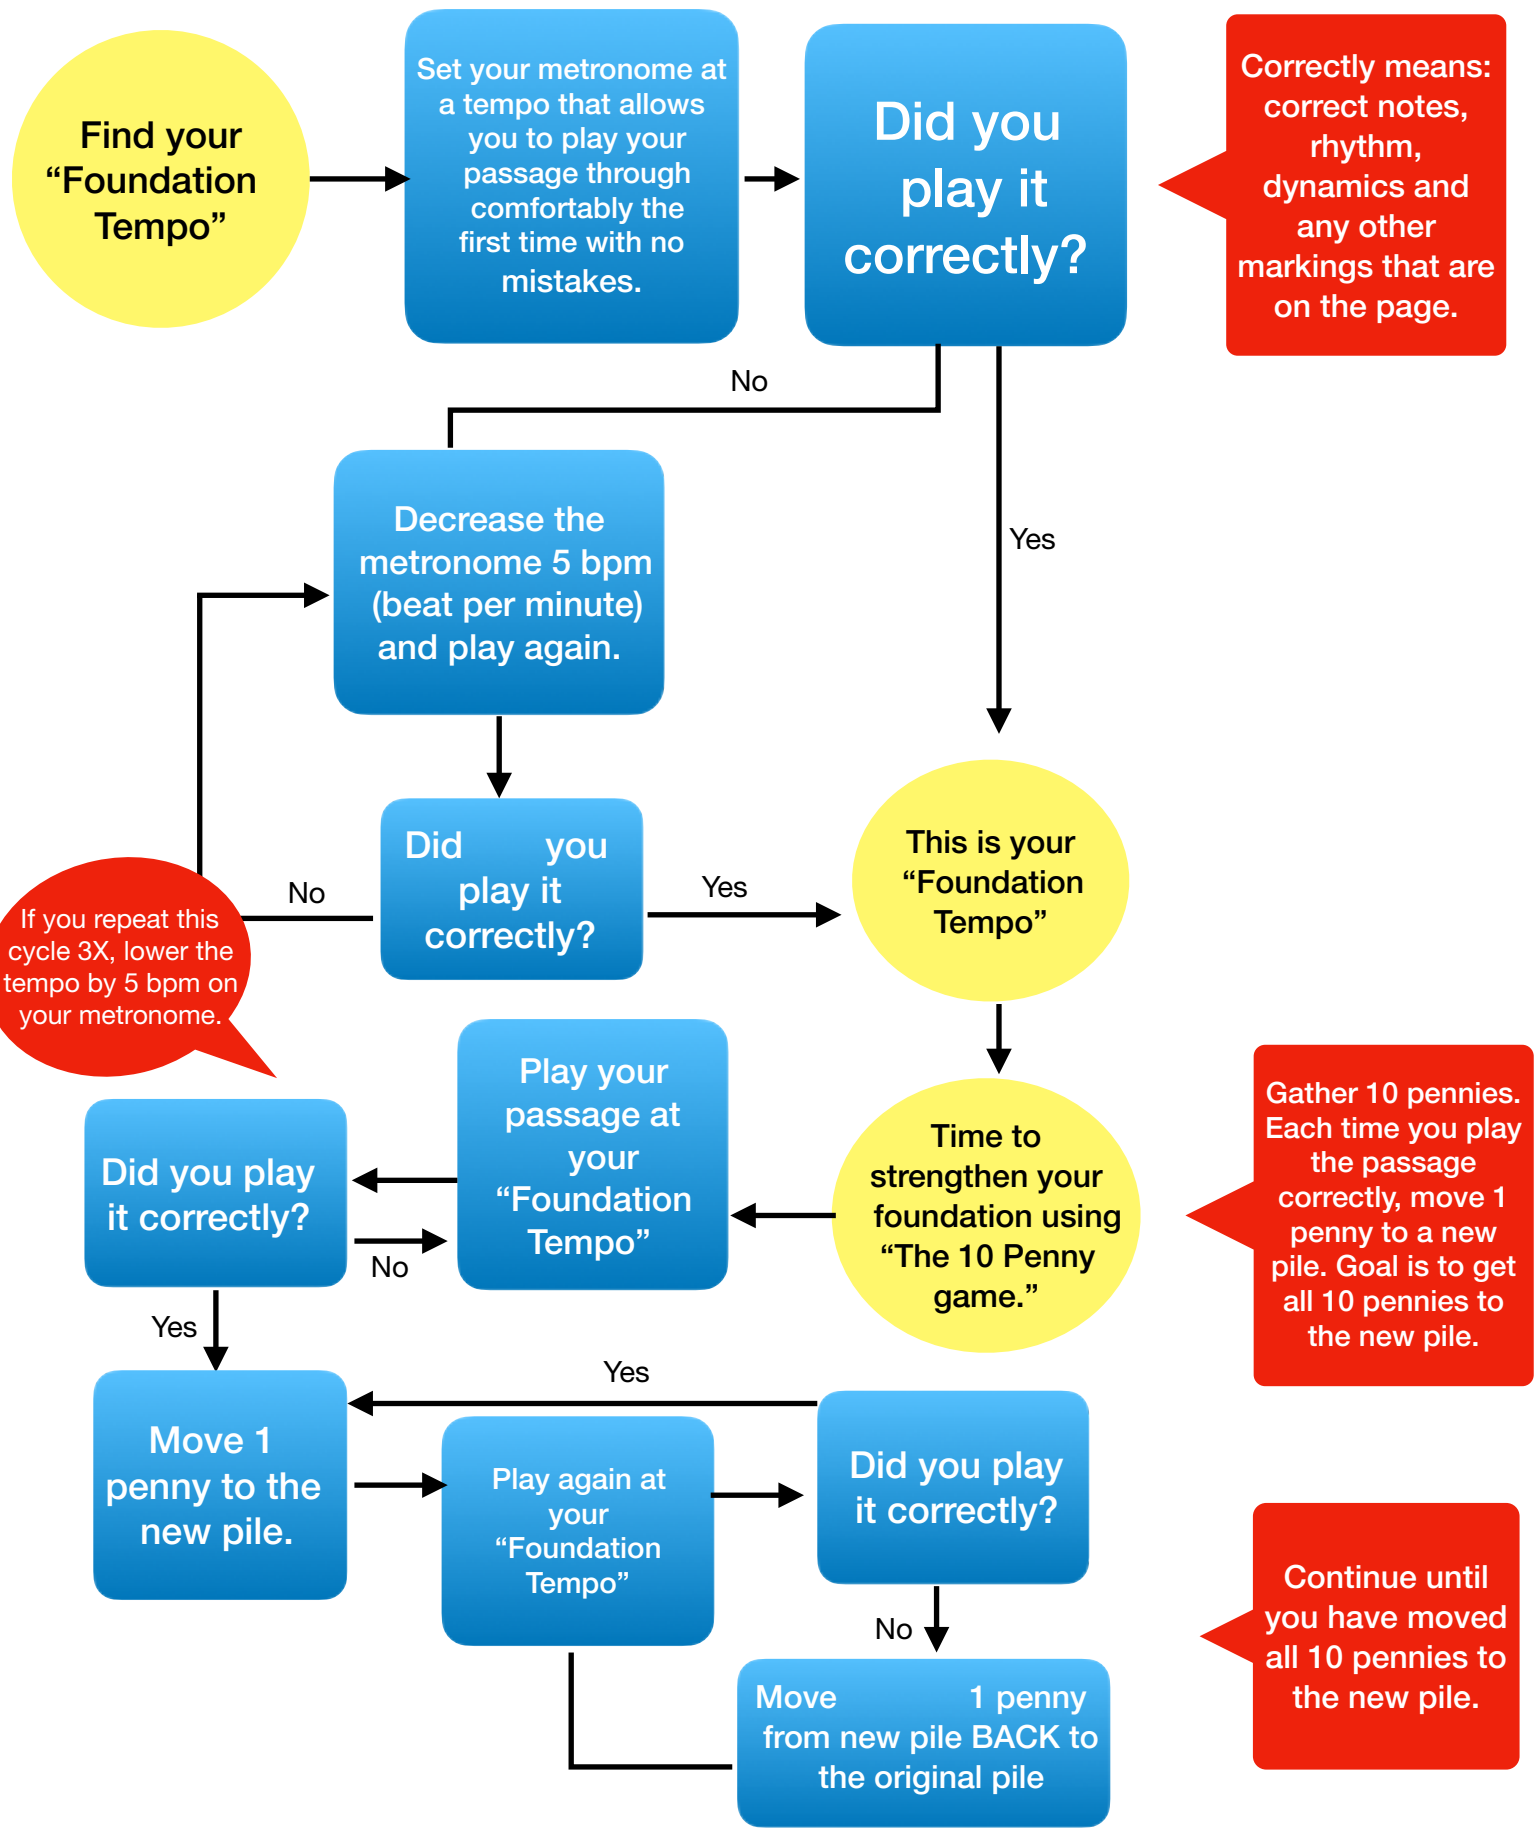 Find your
“Foundation
Tempo”
Set your metronome at
a tempo that allows
you to play your
passage through
comfortably the
first time with no
mistakes.
Did you
play it
correctly?
Correctly means:
correct notes,
rhythm,
dynamics and
any other
markings that are
on the page.
No
Yes
Decrease the
metronome 5 bpm
(beat per minute)
and play again.
Did you
play it
correctly?
No
Yes
If you repeat this
cycle 3X, lower the
tempo by 5 bpm on
your metronome.
This is your
“Foundation
Tempo”
Time to
strengthen your
foundation using
“The 10 Penny
game.”
Gather 10 pennies.
Each time you play
the passage
correctly, move 1
penny to a new
pile. Goal is to get
all 10 pennies to
the new pile.
Play your
passage at
your
“Foundation
Tempo”
Did you play
it correctly?
No
Yes
Move 1
penny to the
new pile.
Play again at
your
“Foundation
Tempo”
Yes
Did you play
it correctly?
No
Move 1 penny
from new pile BACK to
the original pile
Continue until
you have moved
all 10 pennies to
the new pile.